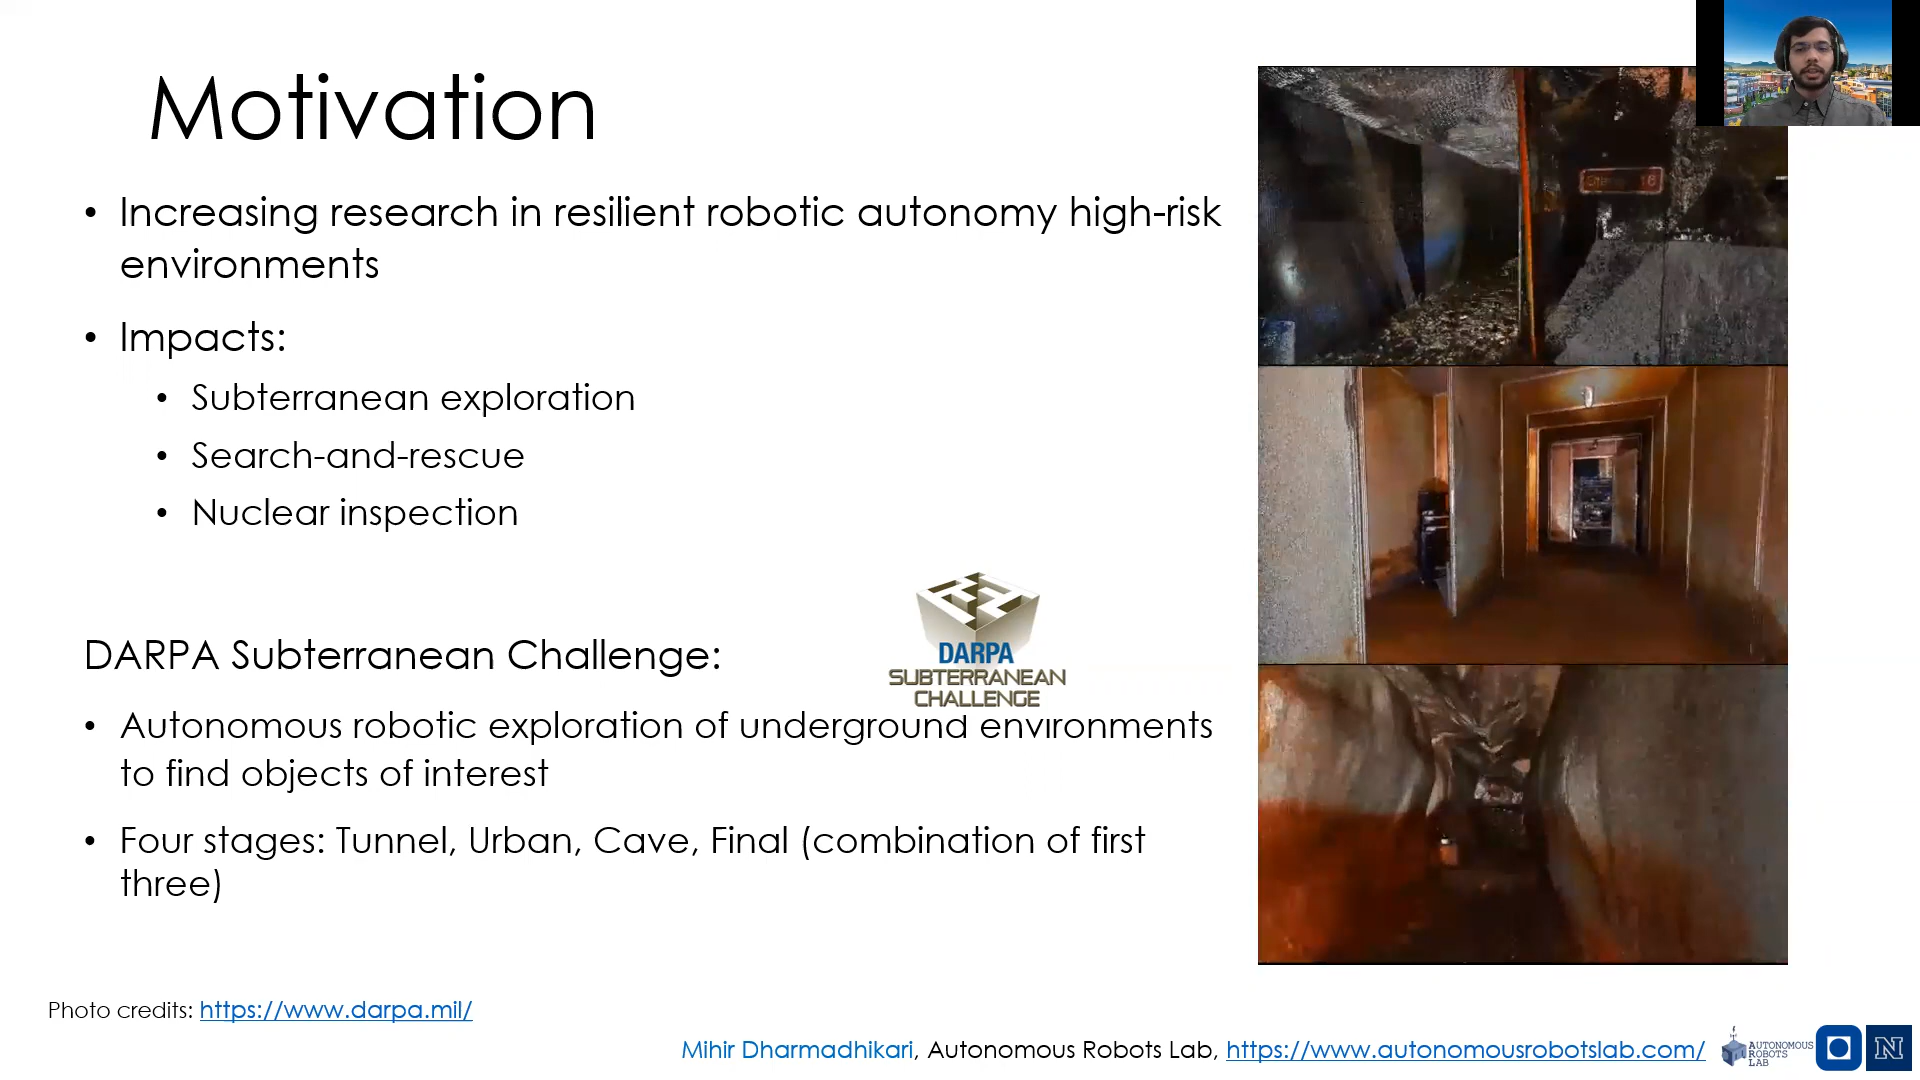 Motivation
• Increasing research in resilient robotic autonomy high-risk
environments
• Impacts:
• Subterranean exploration
• Search-and-rescue
• Nuclear inspection
DARPA
SUBTERRANEAN
CHALLENGE
DARPA Subterranean Challenge:
• Autonomous robotic exploration of underground environments
to find objects of interest
• Four stages: Tunnel, Urban, Cave, Final (combination of first
three)
Photo credits: https://www.darpa.mil/
Mihir Dharmadhikari, Autonomous Robots Lab, https://www.autonomousrobotslab.com/
AUTONOMOUS
ROBOTS
LAB
N